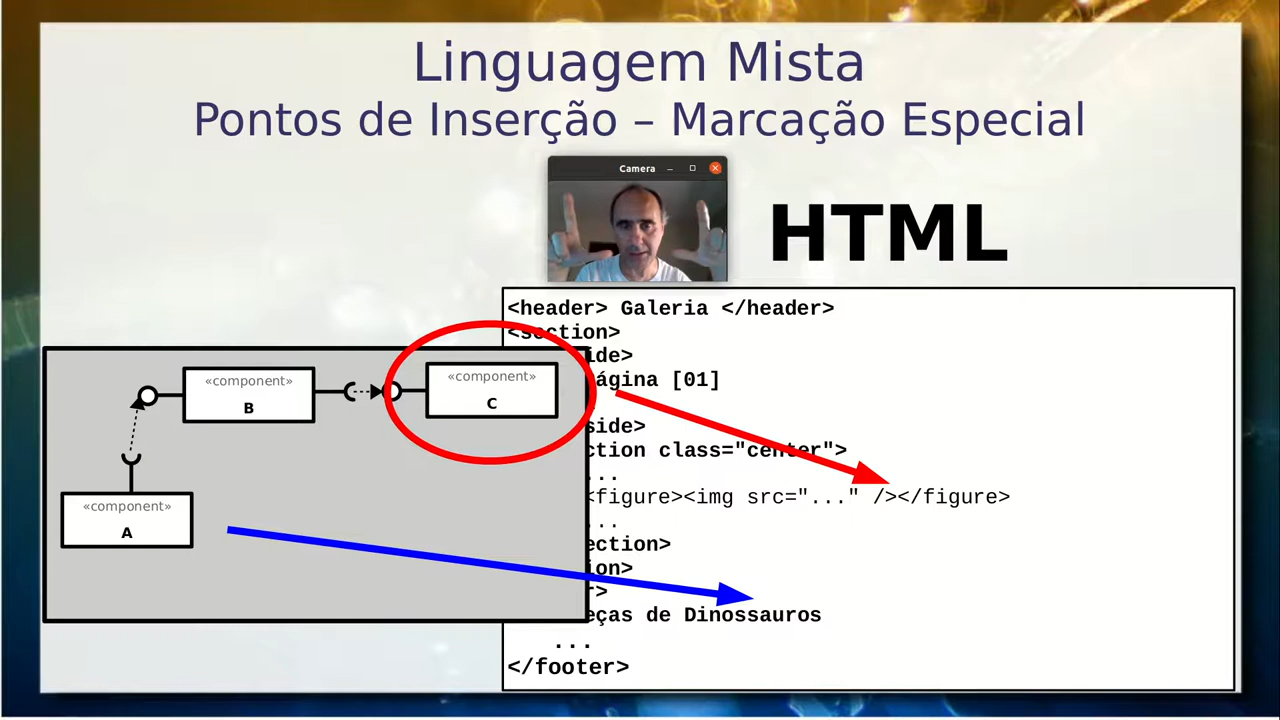 Linguagem Mista
Pontos de Inserção – Marcação Especial
Camera
HTML
<header> Galeria </header>
<section>
ide>
ágina [01]
side>
ction class="center">
...
<figure><img src="..." /></figure>
...
ection>
ion>
r>
eças de Dinossauros
...
</footer>
«component»
B
«component»
C
«component»
A